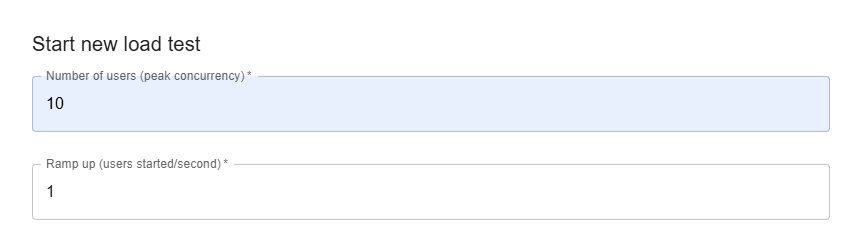 Start new load test
Number of users (peak concurrency) *
10
Ramp up (users started/second) *
1